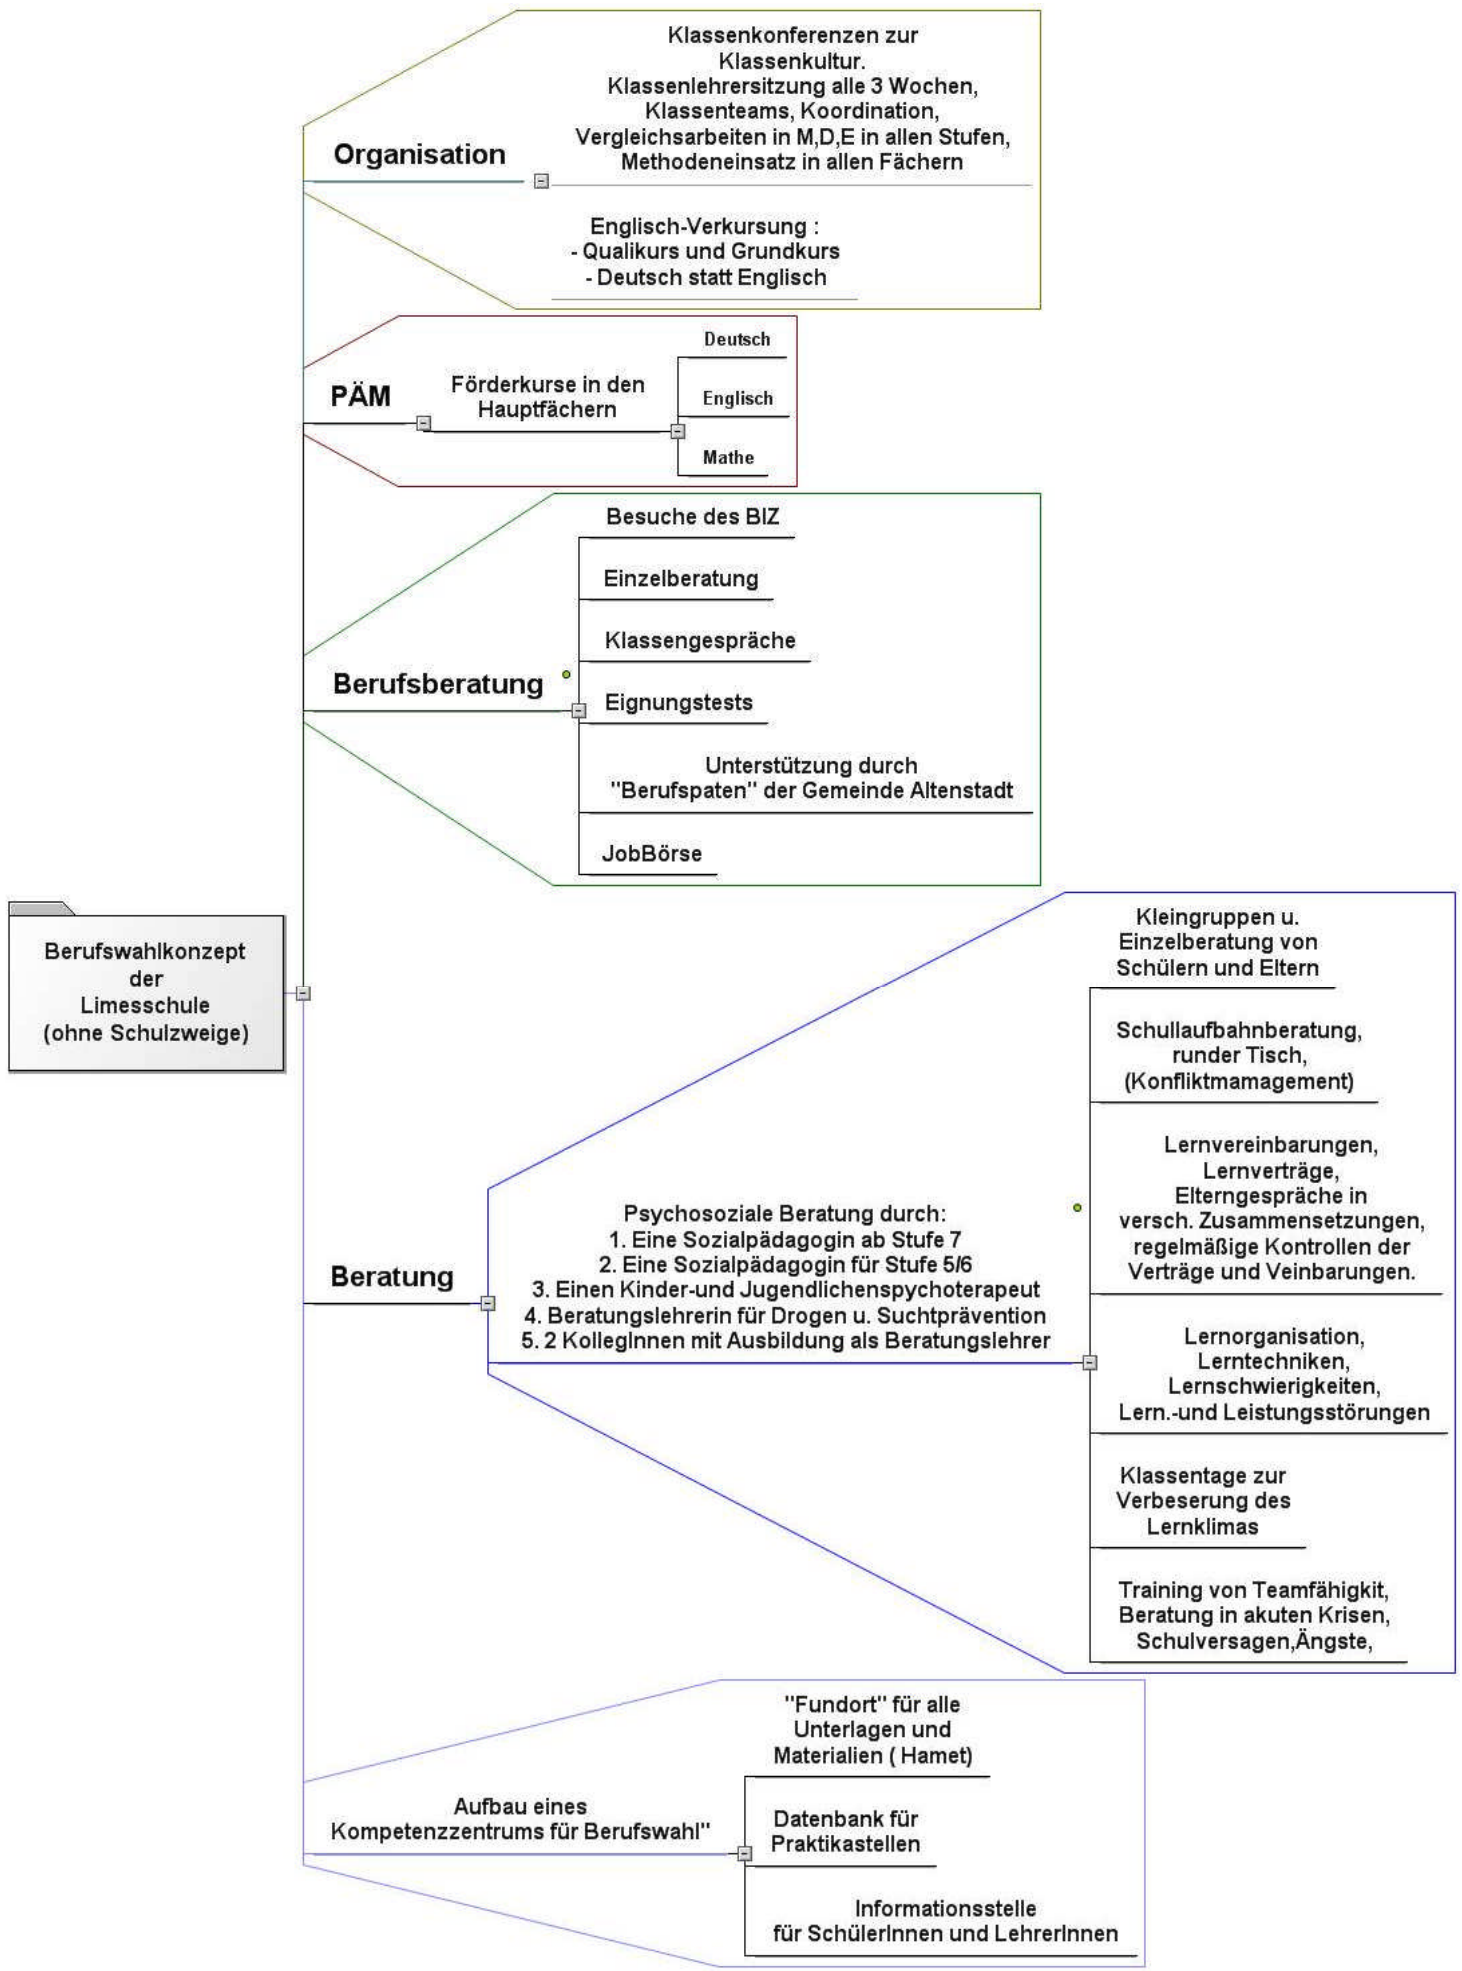 Klassenkonferenzen zur
Klassenkultur.
Klassenlehrersitzung alle 3 Wochen,
Klassenteams, Koordination,
Vergleichsarbeiten in M,D,E in allen Stufen,
Methodeneinsatz in allen Fächern
Organisation
Englisch-Verkursung :
- Qualikurs und Grundkurs
- Deutsch statt Englisch
PÄM
Förderkurse in den
Hauptfächern
Deutsch
Englisch
Mathe
Berufsberatung
Besuche des BIZ
Einzelberatung
Klassengespräche
Eignungstests
Unterstützung durch
"Berufspaten" der Gemeinde Altenstadt
JobBörse
Berufswahlkonzept
der
Limesschule
(ohne Schulzweige)
Beratung
Psychosoziale Beratung durch:
1. Eine Sozialpädagogin ab Stufe 7
2. Eine Sozialpädagogin für Stufe 5/6
3. Einen Kinder-und Jugendlichenspychoterapeut
4. Beratungslehrerin für Drogen u. Suchtprävention
5. 2 KollegInnen mit Ausbildung als Beratungslehrer
Kleingruppen u.
Einzelberatung von
Schülern und Eltern
Schullaufbahnberatung,
runder Tisch,
(Konfliktmamagement)
Lernvereinbarungen,
Lernverträge,
Elterngespräche in
versch. Zusammensetzungen,
regelmäßige Kontrollen der
Verträge und Veinbarungen.
Lernorganisation,
Lerntechniken,
Lernschwierigkeiten,
Lern.-und Leistungsstörungen
Klassentage zur
Verbeserung des
Lernklimas
Training von Teamfähigkit,
Beratung in akuten Krisen,
Schulversagen,Ängste,
Aufbau eines
Kompetenzzentrums für Berufswahl"
"Fundort" für alle
Unterlagen und
Materialien ( Hamet)
Datenbank für
Praktikastellen
Informationsstelle
für SchülerInnen und LehrerInnen